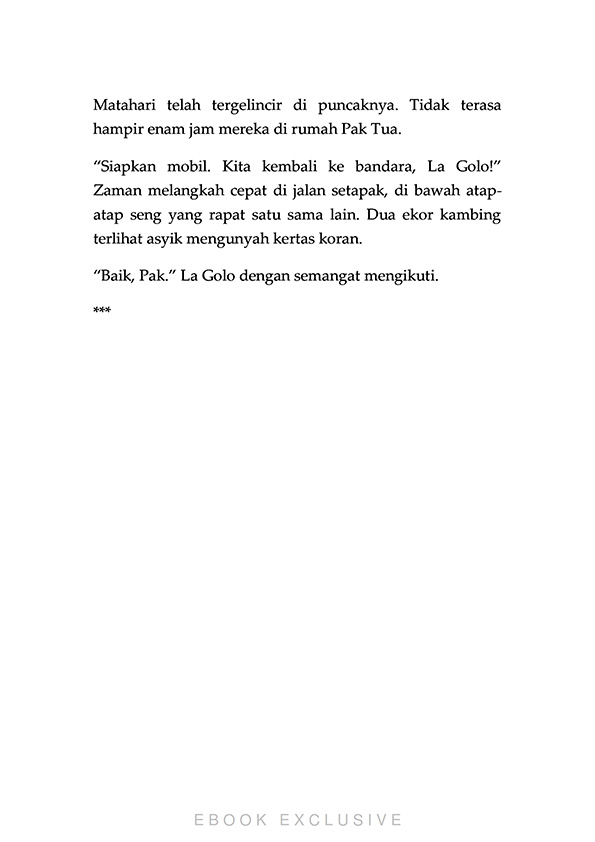 Matahari telah tergelincir di puncaknya. Tidak terasa
hampir enam jam mereka di rumah Pak Tua.
“Siapkan mobil. Kita kembali ke bandara, La Golo!”
Zaman melangkah cepat di jalan setapak, di bawah atap-
atap seng yang rapat satu sama lain. Dua ekor kambing
terlihat asyik mengunyah kertas koran.
“Baik, Pak.” La Golo dengan semangat mengikuti.
***
EBOOK EXCLUSIVE